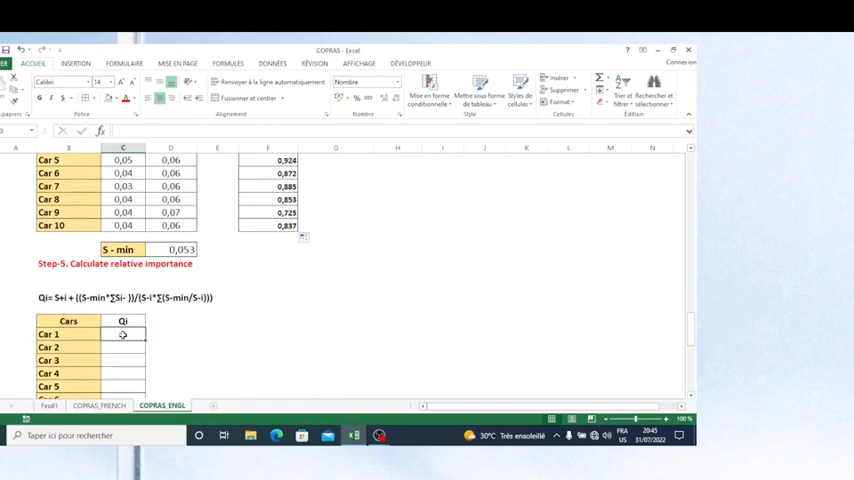 COPRAS - Excel
ACCUEIL INSERTION FORMULAIRE MISE EN PAGE FORMULES DONNÉES RÉVISION AFFICHAGE DÉVELOPPEUR Connexion
Calibri 14 Renvoyer à la ligne automatiquement Nombre Insérer
G I S Fusionner et centrer Mise en forme conditionnelle Mettre sous forme de tableau Styles de cellules Supprimer Format Trier et filtrer Rechercher et sélectionner
Police Alignement Nombre Style Cellules Édition
A B C D E F G H I J K L M N
Car 5 0,05 0,06 0,924
Car 6 0,04 0,06 0,872
Car 7 0,03 0,06 0,885
Car 8 0,04 0,06 0,853
Car 9 0,04 0,07 0,725
Car 10 0,04 0,06 0,837
S - min 0,053
Step-5. Calculate relative importance
Qi= S+i + ((S-min*∑Si- ))/(S-i*∑(S-min/S-i)))
Cars Qi
Car 1
Car 2
Car 3
Car 4
Car 5
Feuil1 COPRAS_FRENCH COPRAS_ENGL
100 %
Taper ici pour rechercher 30°C Très ensoleillé FRA US 20:45 31/07/2022